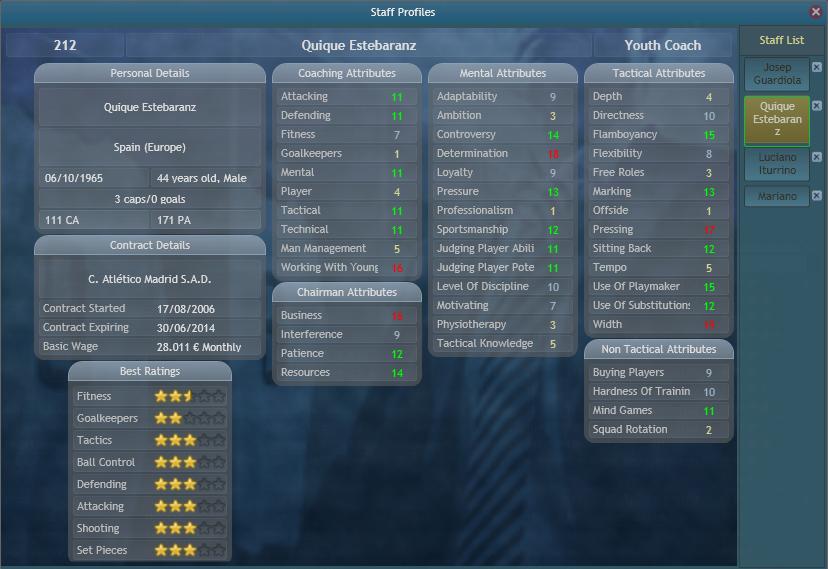 Staff Profiles
212 Quique Estebaranz Youth Coach
Personal Details
Quique Estebaranz
Spain (Europe)
06/10/1965 44 years old, Male
3 caps/0 goals
111 CA 171 PA
Contract Details
C. Atlético Madrid S.A.D.
Contract Started 17/08/2006
Contract Expiring 30/06/2014
Basic Wage 28.011 € Monthly
Best Ratings
Fitness
Goalkeepers
Tactics
Ball Control
Defending
Attacking
Shooting
Set Pieces
Coaching Attributes
Attacking 11
Defending 11
Fitness 7
Goalkeepers 1
Mental 11
Player 4
Tactical 11
Technical 11
Man Management 5
Working With Young 16
Chairman Attributes
Business
Interference 9
Patience 12
Resources 14
Mental Attributes
Adaptability 9
Ambition 3
Controversy 14
Determination 18
Loyalty 9
Pressure 13
Professionalism 1
Sportsmanship 12
Judging Player Abili 11
Judging Player Pote 11
Level Of Discipline 10
Motivating 7
Physiotherapy 3
Tactical Knowledge 5
Tactical Attributes
Depth 4
Directness 10
Flamboyancy 15
Flexibility 8
Free Roles 3
Marking 13
Offside 1
Pressing 17
Sitting Back 12
Tempo 5
Use Of Playmaker 15
Use Of Substitutions 12
Width
Non Tactical Attributes
Buying Players 9
Hardness Of Trainin 10
Mind Games 11
Squad Rotation 2
Staff List
Josep
Guardiola
Quique
Estebaran
z
Luciano
Iturrino
Mariano